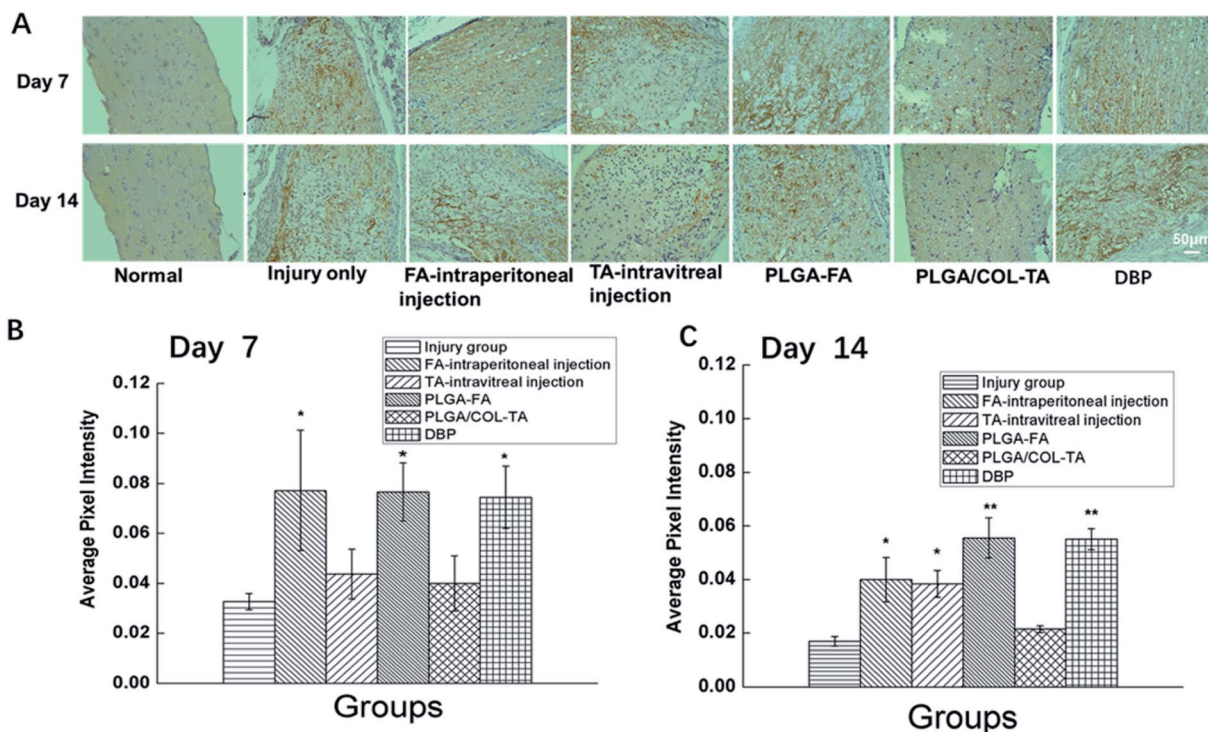 A
Day 7
Day 14
Normal
Injury only
FA-intraperitoneal
injection
TA-intravitreal
injection
PLGA-FA
PLGA/COL-TA
DBP
50μm
B
Day 7
Injury group
FA-intraperitoneal injection
TA-intravitreal injection
PLGA-FA
PLGA/COL-TA
DBP
0.12
0.10
0.08
0.06
0.04
0.02
0.00
Average Pixel Intensity
*
*
*
Groups
C
Day 14
Injury group
FA-intraperitoneal injection
TA-intravitreal injection
PLGA-FA
PLGA/COL-TA
DBP
0.12
0.10
0.08
0.06
0.04
0.02
0.00
Average Pixel Intensity
*
*
**
**
Groups